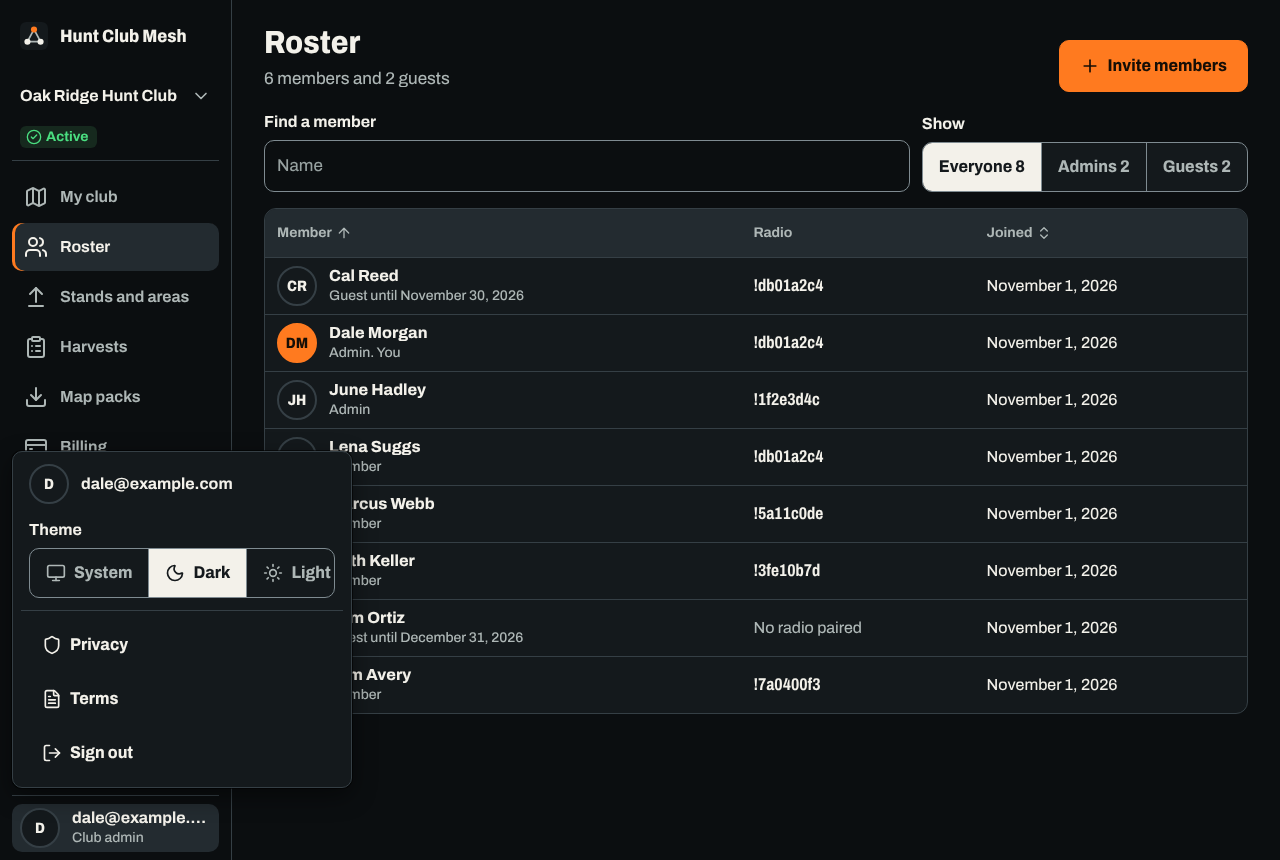 Hunt Club Mesh
Oak Ridge Hunt Club
Active
My club
Roster
Stands and areas
Harvests
Map packs
Billing
D
dale@example.com
Theme
System
Dark
Light
Privacy
Terms
Sign out
D
dale@example....
Club admin
Roster
6 members and 2 guests
Invite members
Find a member
Name
Show
Everyone 8
Admins 2
Guests 2
Member
Radio
Joined
CR
Cal Reed
Guest until November 30, 2026
!db01a2c4
November 1, 2026
DM
Dale Morgan
Admin. You
!db01a2c4
November 1, 2026
JH
June Hadley
Admin
!1f2e3d4c
November 1, 2026
Lena Suggs
mber
!db01a2c4
November 1, 2026
rcus Webb
mber
!5a11c0de
November 1, 2026
th Keller
mber
!3fe10b7d
November 1, 2026
m Ortiz
est until December 31, 2026
No radio paired
November 1, 2026
m Avery
mber
!7a0400f3
November 1, 2026